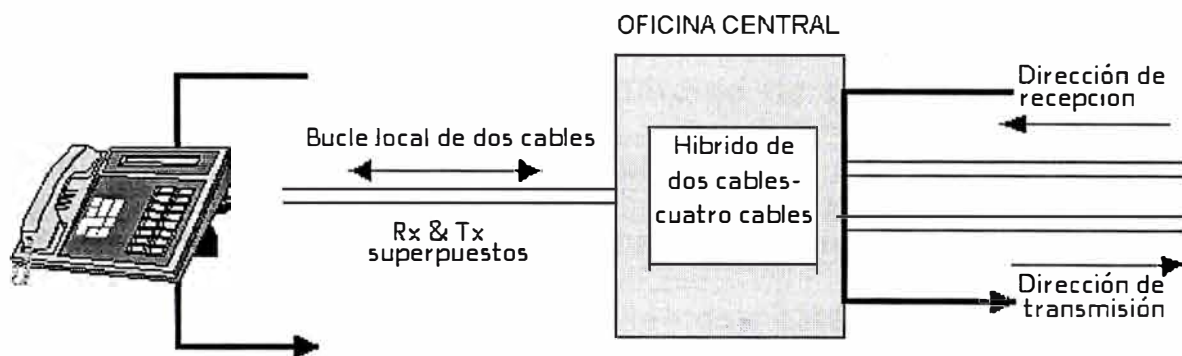 OFICINA CENTRAL
Bucle local de dos cables
Rx & Tx
superpuestos
Hibrido de
dos cables-
cuatro cables
Dirección de
recepcion
Dirección de
transmisión